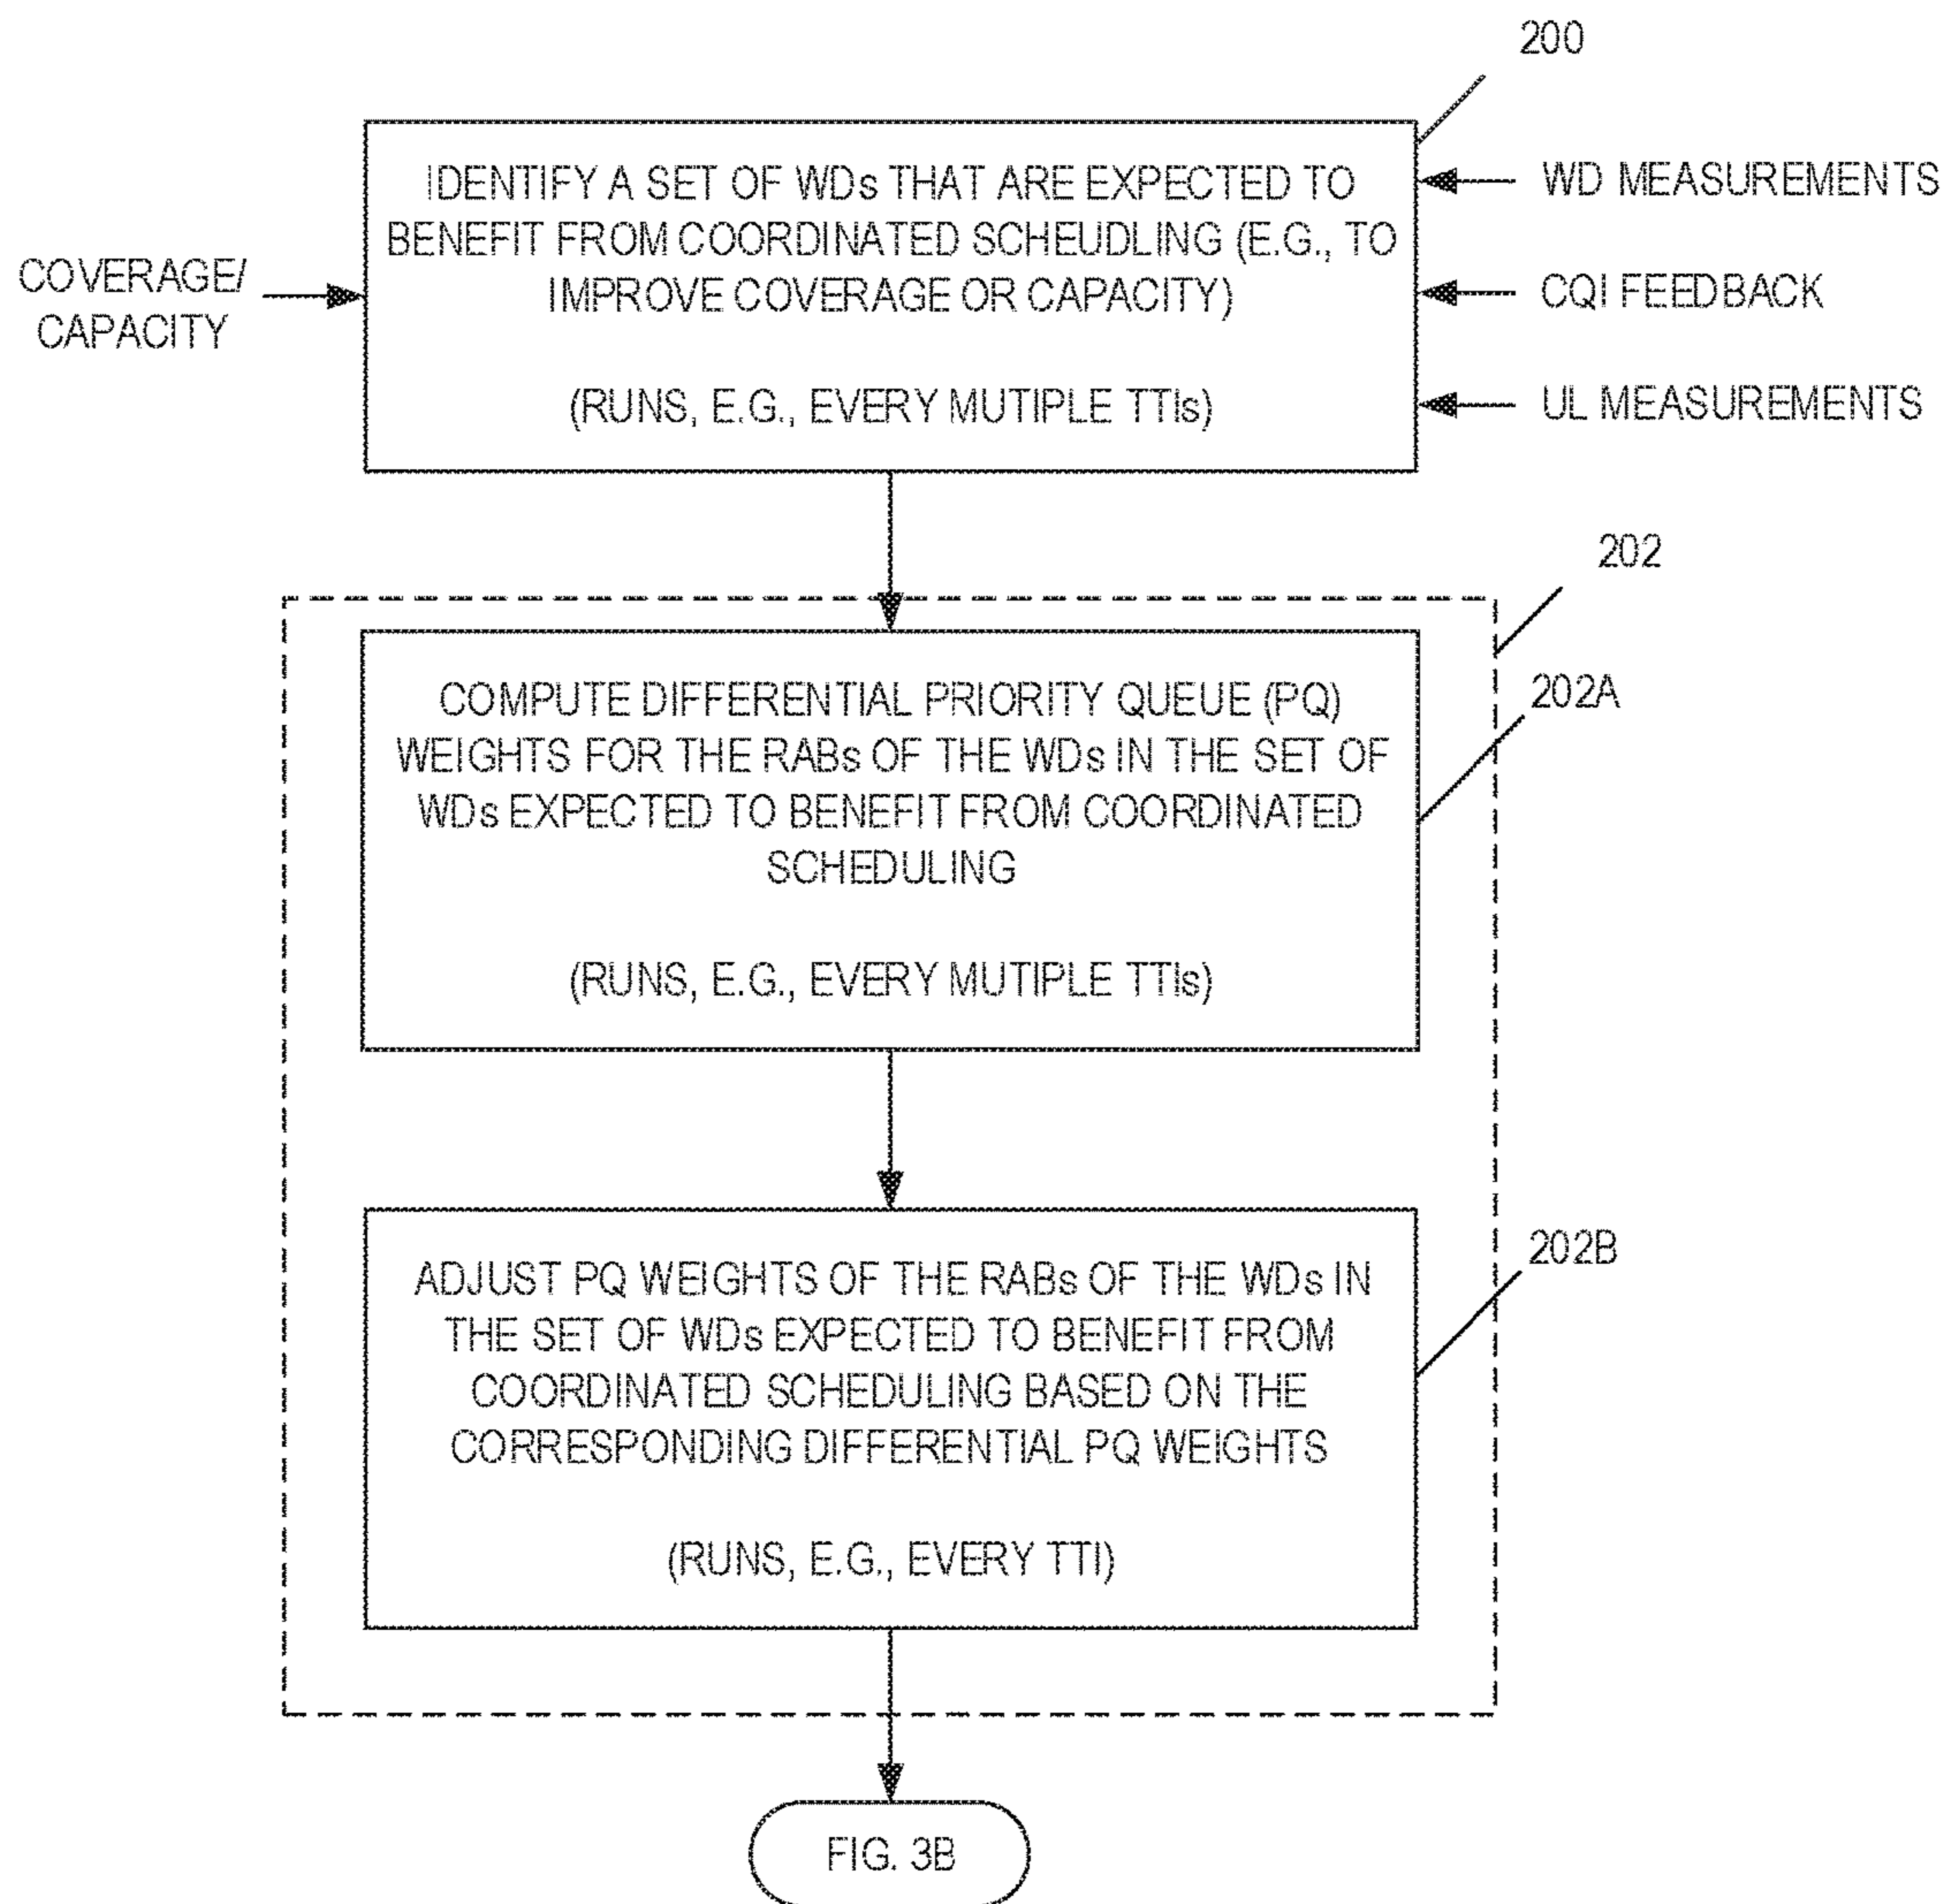 200
IDENTIFY A SET OF WDs THAT ARE EXPECTED TO
BENEFIT FROM COORDINATED SCHEUDLING (E.G., TO
IMPROVE COVERAGE OR CAPACITY)
(RUNS, E.G., EVERY MUTIPLE TTIs)
COVERAGE/
CAPACITY
WD MEASUREMENTS
CQI FEEDBACK
UL MEASUREMENTS
202
202A
COMPUTE DIFFERENTIAL PRIORITY QUEUE (PQ)
WEIGHTS FOR THE RABs OF THE WDs IN THE SET OF
WDs EXPECTED TO BENEFIT FROM COORDINATED
SCHEDULING
(RUNS, E.G., EVERY MUTIPLE TTIs)
202B
ADJUST PQ WEIGHTS OF THE RABs OF THE WDs IN
THE SET OF WDs EXPECTED TO BENEFIT FROM
COORDINATED SCHEDULING BASED ON THE
CORRESPONDING DIFFERENTIAL PQ WEIGHTS
(RUNS, E.G., EVERY TTI)
FIG. 3B